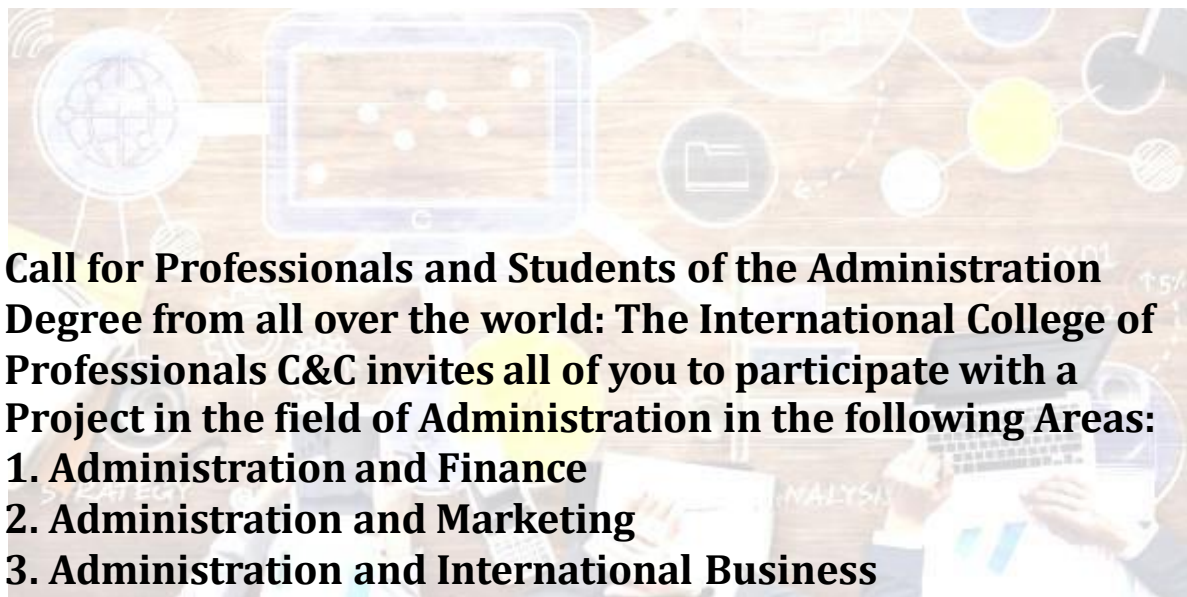 Call for Professionals and Students of the Administration
Degree from all over the world: The International College of
Professionals C&C invites all of you to participate with a
Project in the field of Administration in the following Areas:
1. Administration and Finance
2. Administration and Marketing
3. Administration and International Business
STRATEGY
ANALYSIS